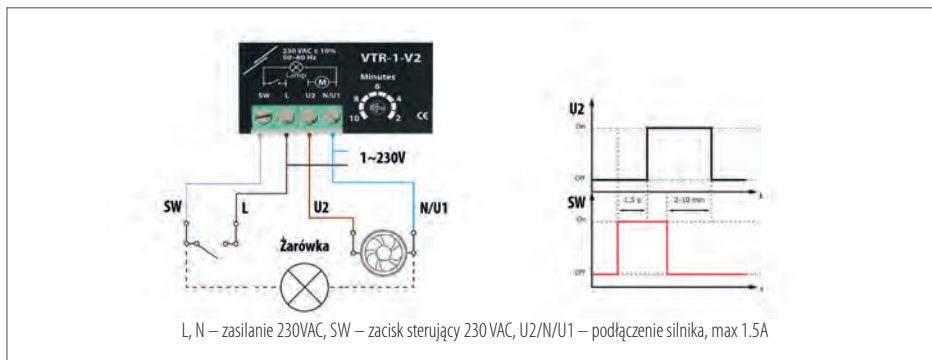 230 VAC ± 10%
50-60 Hz
VTR-1-V2
Lamp
M
Minutes
SW L U2 N/U1
10 8 6 4 2
CE
1~230V
SW L U2 N/U1
Żarówka
U2
On
Off
t
1,5 s
2-10 min
SW
On
Off
t
L, N – zasilanie 230VAC, SW – zacisk sterujący 230 VAC, U2/N/U1 – podłączenie silnika, max 1.5A